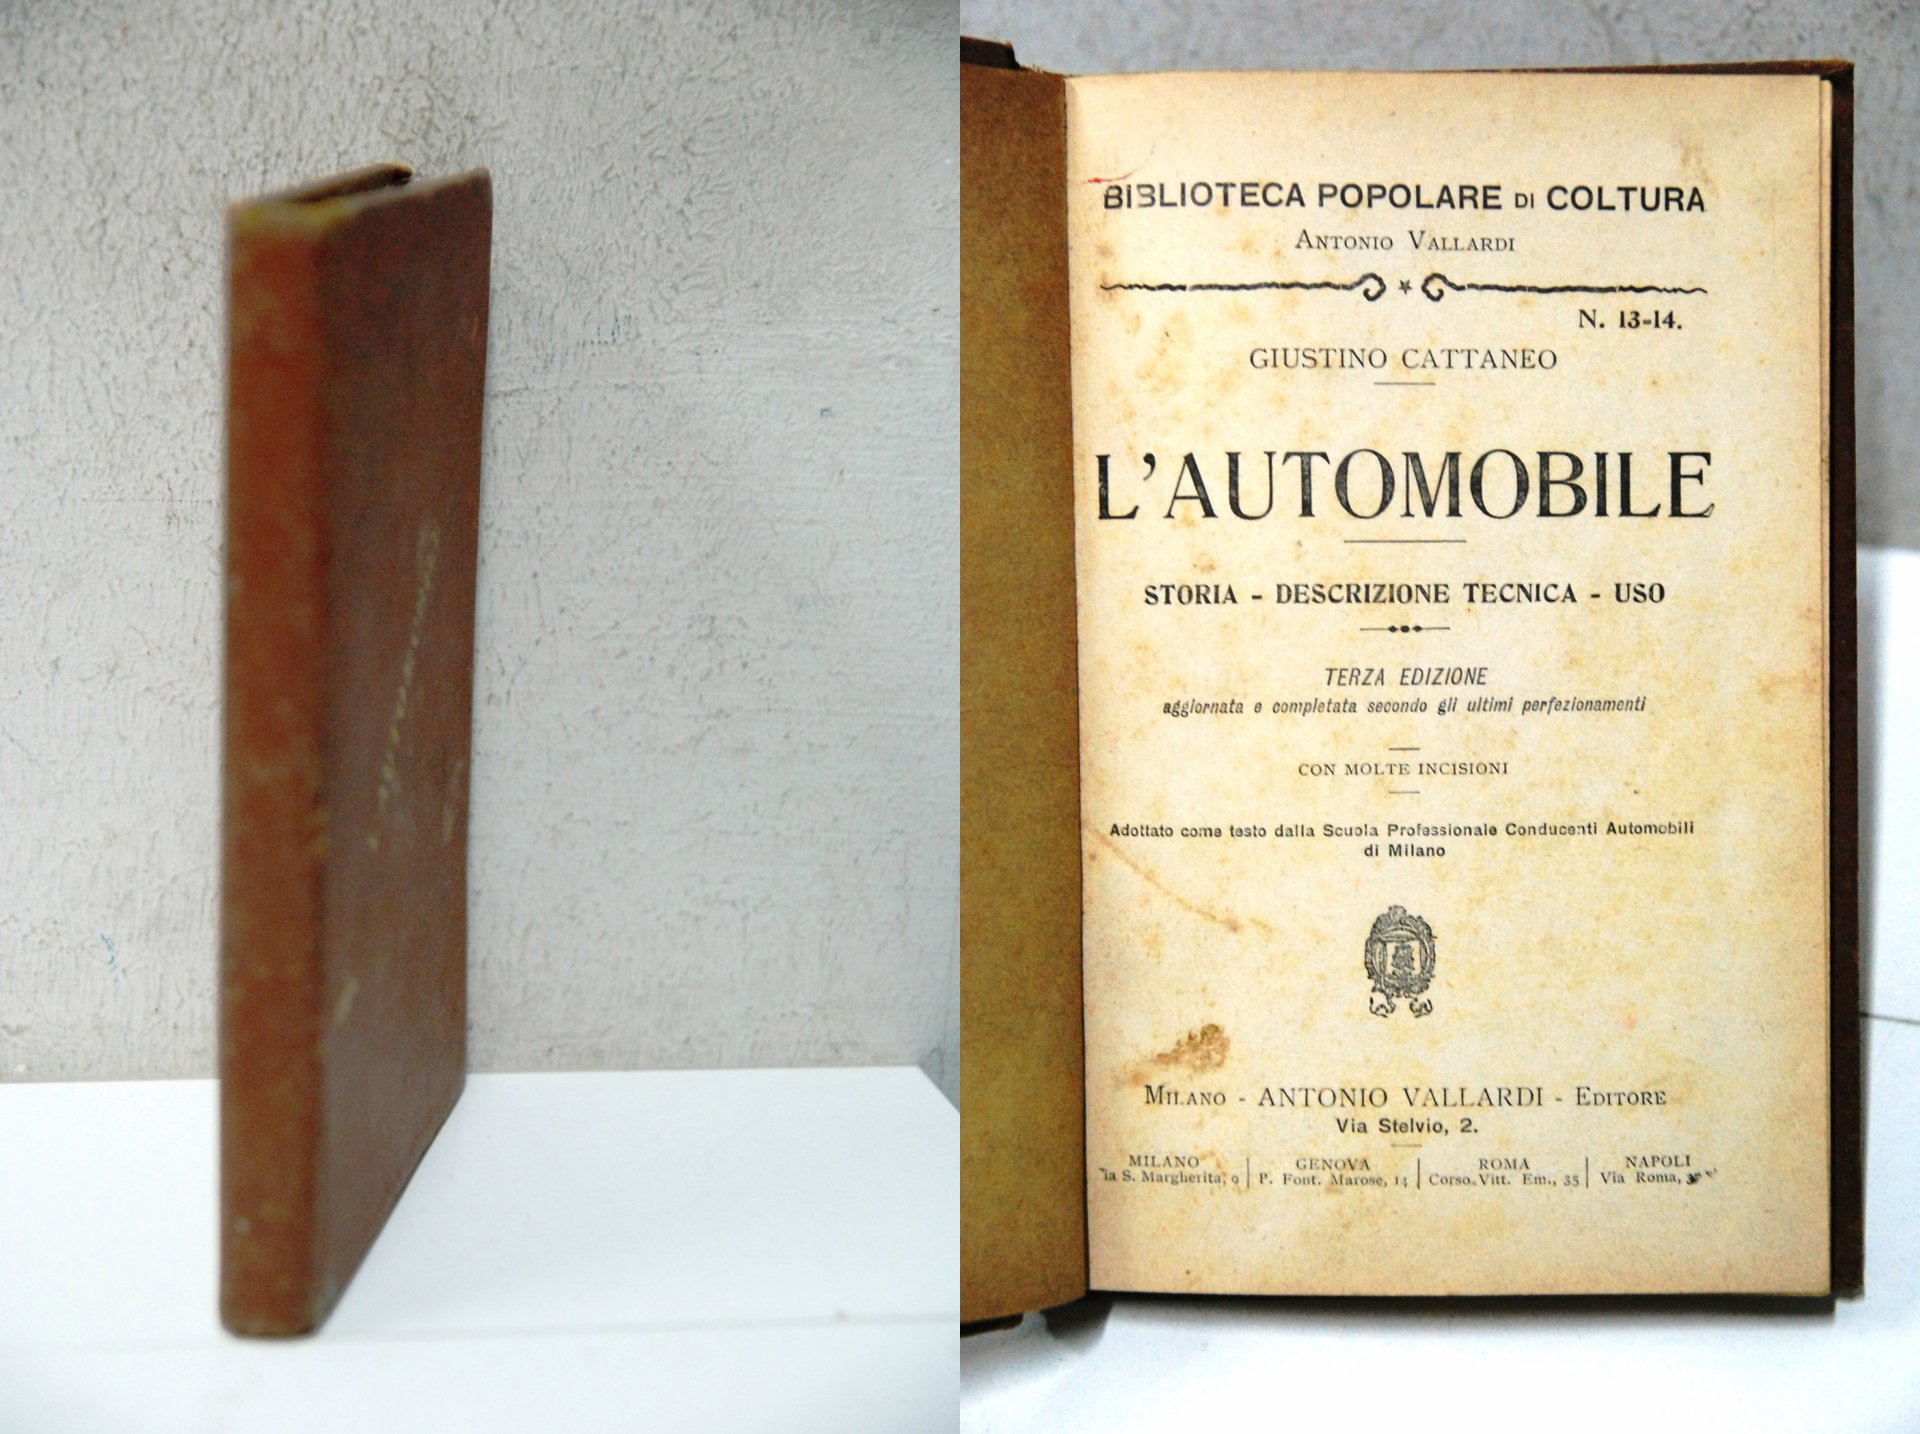 BIBLIOTECA POPOLARE DI COLTURA
ANTONIO VALLARDI
N. 13-14.
GIUSTINO CATTANEO
L'AUTOMOBILE
STORIA - DESCRIZIONE TECNICA - USO
TERZA EDIZIONE
aggiornata e completata secondo gli ultimi perfezionamenti
CON MOLTE INCISIONI
Adottato come testo dalla Scuola Professionale Conducenti Automobili
di Milano
MILANO - ANTONIO VALLARDI - EDITORE
Via Stelvio, 2.
MILANO | GENOVA | ROMA | NAPOLI
S. Margherita, 9 | P. Font. Marose, 14 | Corso Vitt. Em., 35 | Via Roma,